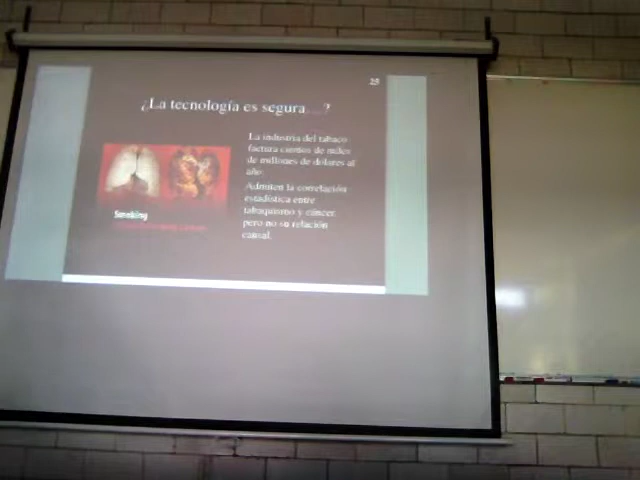 25
¿La tecnología es segura....?
La industria del tabaco
factura cientos de miles
de millones de dólares al
año.
Admiten la correlación
estadística entre
tabaquismo y cáncer,
pero no su relación
causal.
Smoking